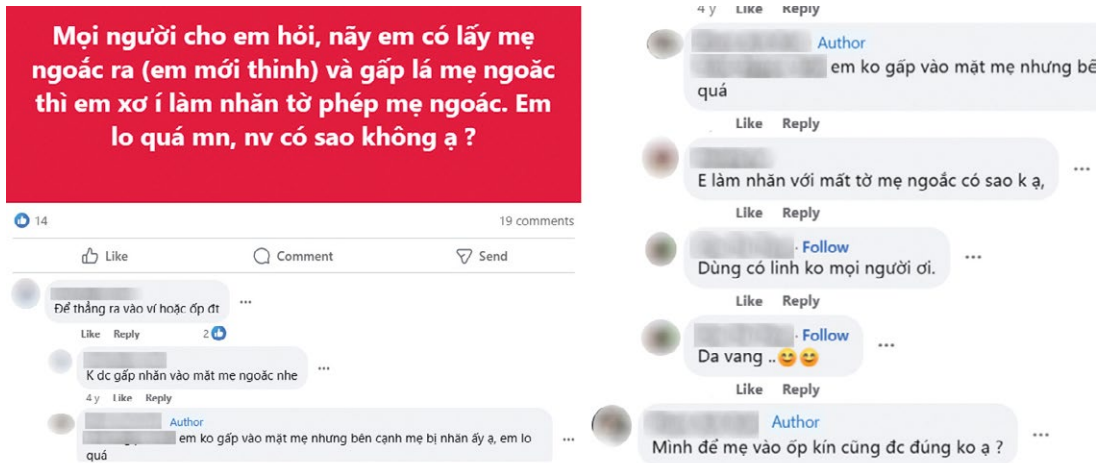 Mọi người cho em hỏi, nãy em có lấy mẹ
ngoắc ra (em mới thỉnh) và gấp lá mẹ ngoăc
thì em xơ í làm nhăn tờ phép mẹ ngoác. Em
lo quá mn, nv có sao không ạ ?
14
19 comments
Like
Comment
Send
Để thẳng ra vào ví hoặc ốp đt
Like Reply 2
K dc gấp nhăn vào mặt mẹ ngoăc nhe
4 y Like Reply
Author
em ko gấp vào mặt mẹ nhưng bên cạnh mẹ bị nhăn ấy ạ, em lo
quá
4 y Like Reply
Author
em ko gấp vào mặt mẹ nhưng bê
quá
Like Reply
E làm nhăn với mất tờ mẹ ngoắc có sao k ạ,
Like Reply
· Follow
Dùng có linh ko mọi người ơi.
Like Reply
· Follow
Da vang ..😊😊
Like Reply
Author
Mình để mẹ vào ốp kín cũng đc đúng ko ạ ?